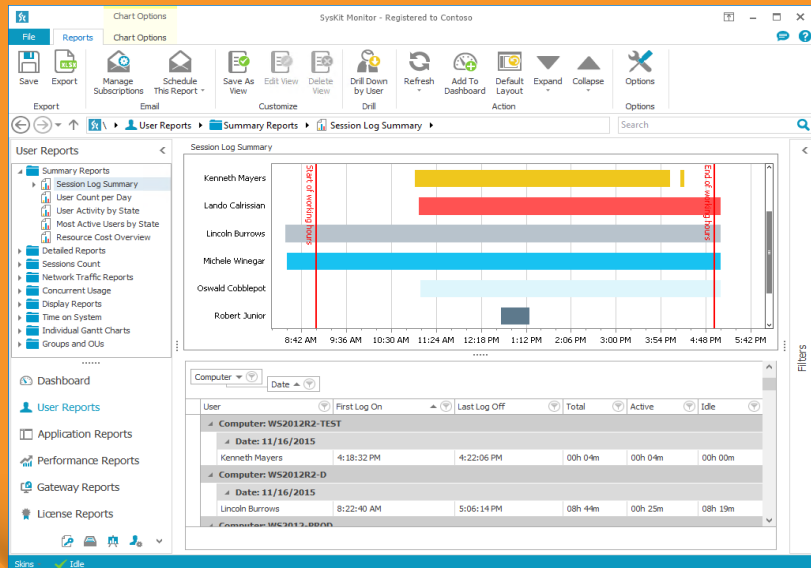 Chart Options
SysKit Monitor - Registered to Contoso
File
Reports
Chart Options
Save
Export
Manage Subscriptions
Schedule This Report
Save As View
Edit View
Delete View
Drill Down by User
Refresh
Add To Dashboard
Default Layout
Expand
Collapse
Options
Export
Email
Customize
Drill
Action
Options
User Reports
Summary Reports
Session Log Summary
Search
User Reports
Summary Reports
Session Log Summary
User Count per Day
User Activity by State
Most Active Users by State
Resource Cost Overview
Detailed Reports
Sessions Count
Network Traffic Reports
Concurrent Usage
Display Reports
Time on System
Individual Gantt Charts
Groups and OUs
Dashboard
User Reports
Application Reports
Performance Reports
Gateway Reports
License Reports
Session Log Summary
Start of working hours
End of working hours
Kenneth Mayers
Lando Calrissian
Lincoln Burrows
Michele Winegar
Oswald Cobblepot
Robert Junior
8:42 AM 9:36 AM 10:30 AM 11:24 AM 12:18 PM 1:12 PM 2:06 PM 3:00 PM 3:54 PM 4:48 PM 5:42 PM
Computer
Date
User First Log On Last Log Off Total Active Idle
Computer: WS2012R2-TEST
Date: 11/16/2015
Kenneth Mayers 4:18:32 PM 4:22:06 PM 00h 04m 00h 04m 00h 00m
Computer: WS2012R2-D
Date: 11/16/2015
Lincoln Burrows 8:22:40 AM 5:06:14 PM 08h 44m 00h 25m 08h 19m
Computer: WS2012-PROD
Filters
Skins
Idle